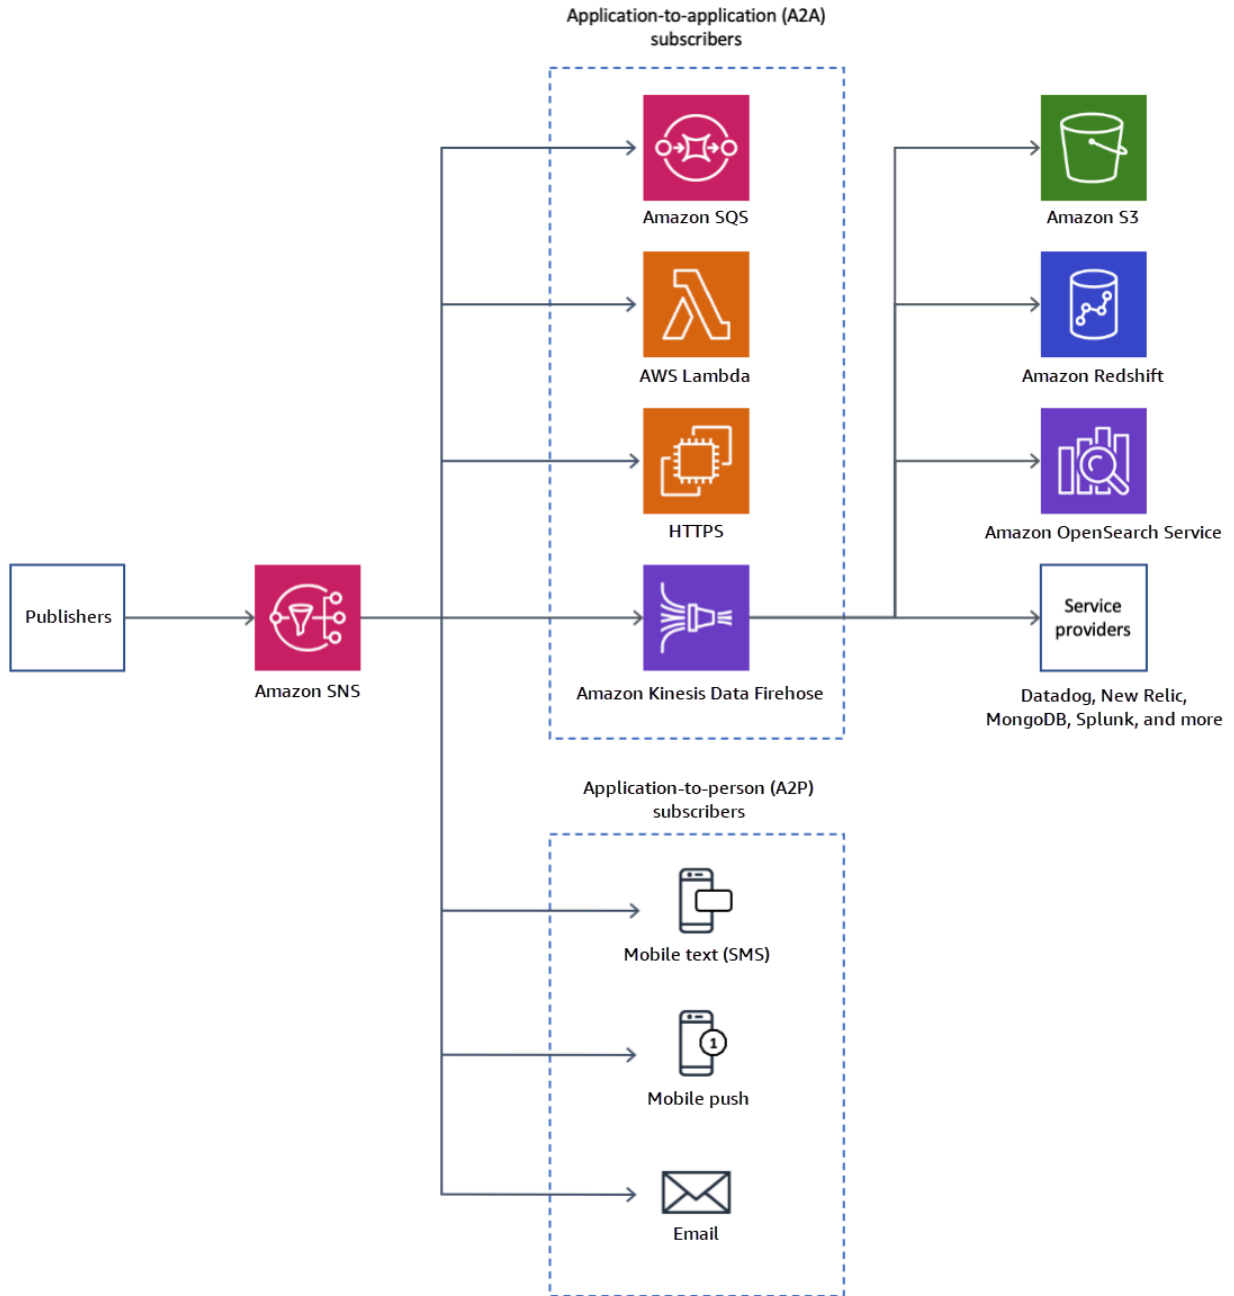 Application-to-application (A2A)
subscribers
Amazon SQS
Amazon S3
AWS Lambda
Amazon Redshift
HTTPS
Amazon OpenSearch Service
Publishers
Amazon SNS
Amazon Kinesis Data Firehose
Service
providers
Datadog, New Relic,
MongoDB, Splunk, and more
Application-to-person (A2P)
subscribers
Mobile text (SMS)
1
Mobile push
Email